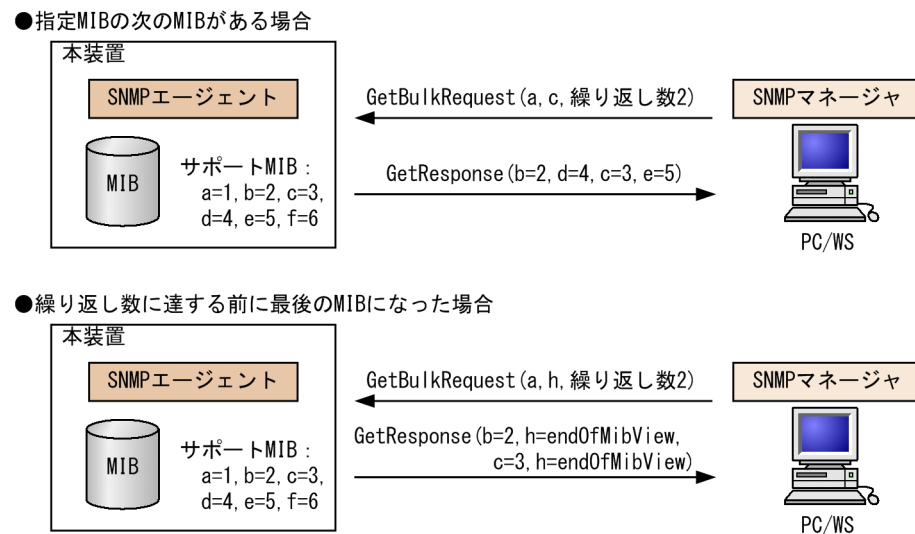 ●指定MIBの次のMIBがある場合
本装置
SNMPエージェント
GetBulkRequest(a,c,繰り返し数2)
SNMPマネージャ
MIB
サポートMIB：
a=1,b=2,c=3,
d=4,e=5,f=6
GetResponse(b=2,d=4,c=3,e=5)
PC/WS
●繰り返し数に達する前に最後のMIBになった場合
本装置
SNMPエージェント
GetBulkRequest(a,h,繰り返し数2)
SNMPマネージャ
MIB
サポートMIB：
a=1,b=2,c=3,
d=4,e=5,f=6
GetResponse(b=2,h=endOfMibView,
c=3,h=endOfMibView)
PC/WS